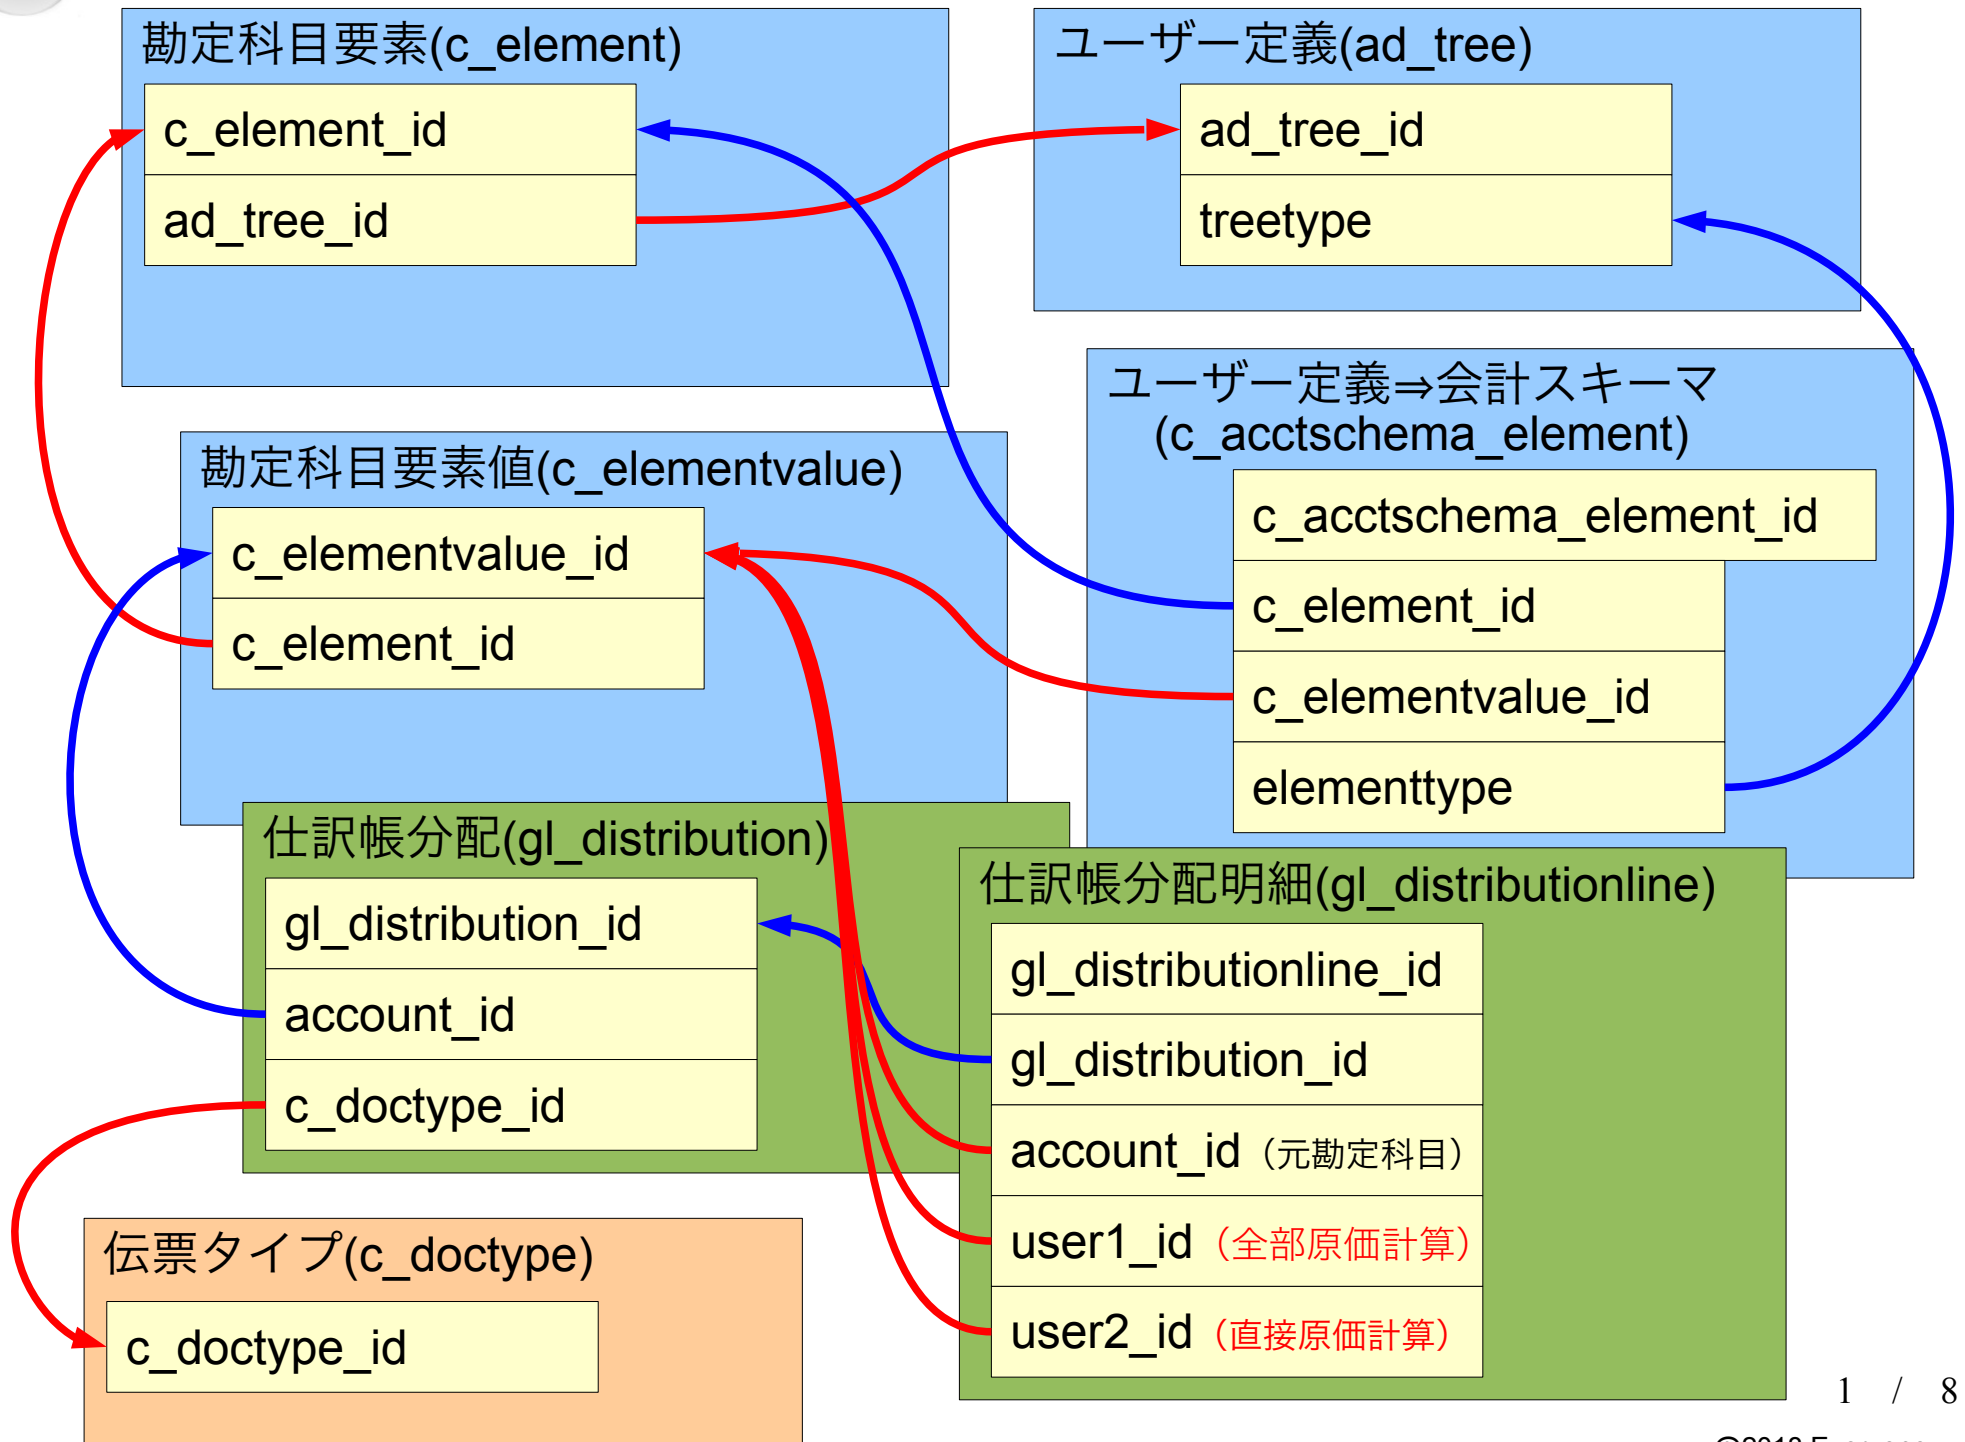 勘定科目要素(c_element)
c_element_id
ad_tree_id
ユーザー定義(ad_tree)
ad_tree_id
treetype
ユーザー定義⇒会計スキーマ
(c_acctschema_element)
c_acctschema_element_id
c_element_id
c_elementvalue_id
elementtype
勘定科目要素値(c_elementvalue)
c_elementvalue_id
c_element_id
仕訳帳分配(gl_distribution)
gl_distribution_id
account_id
c_doctype_id
仕訳帳分配明細(gl_distributionline)
gl_distributionline_id
gl_distribution_id
account_id（元勘定科目）
user1_id（全部原価計算）
user2_id（直接原価計算）
伝票タイプ(c_doctype)
c_doctype_id
1 / 8